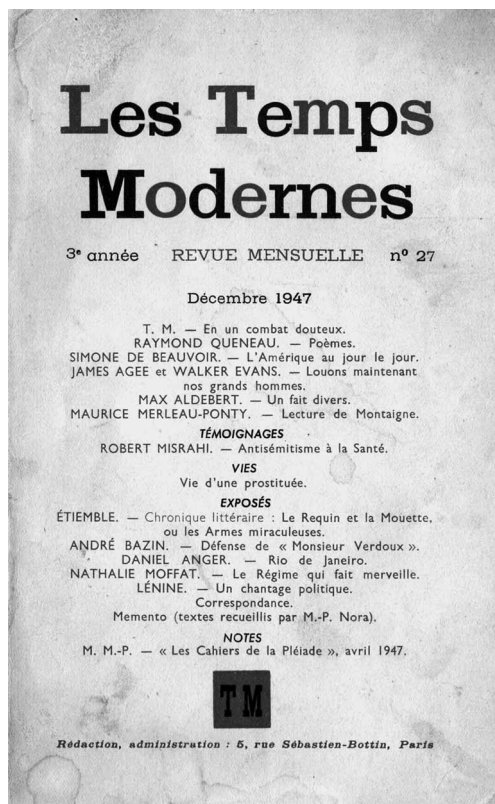 Les Temps
Modernes
3e année REVUE MENSUELLE no 27
Décembre 1947
T. M. — En un combat douteux.
RAYMOND QUENEAU. — Poèmes.
SIMONE DE BEAUVOIR. — L'Amérique au jour le jour.
JAMES AGEE et WALKER EVANS. — Louons maintenant
nos grands hommes.
MAX ALDEBERT. — Un fait divers.
MAURICE MERLEAU-PONTY. — Lecture de Montaigne.
TÉMOIGNAGES
ROBERT MISRAHI. — Antisémitisme à la Santé.
VIES
Vie d'une prostituée.
EXPOSÉS
ÉTIEMBLE. — Chronique littéraire : Le Requin et la Mouette,
ou les Armes miraculeuses.
ANDRÉ BAZIN. — Défense de « Monsieur Verdoux ».
DANIEL ANGER. — Rio de Janeiro.
NATHALIE MOFFAT. — Le Régime qui fait merveille.
LÉNINE. — Un chantage politique.
Correspondance.
Memento (textes recueillis par M.-P. Nora).
NOTES
M. M.-P. — « Les Cahiers de la Pléiade », avril 1947.
TM
Rédaction, administration : 5, rue Sébastien-Bottin, Paris